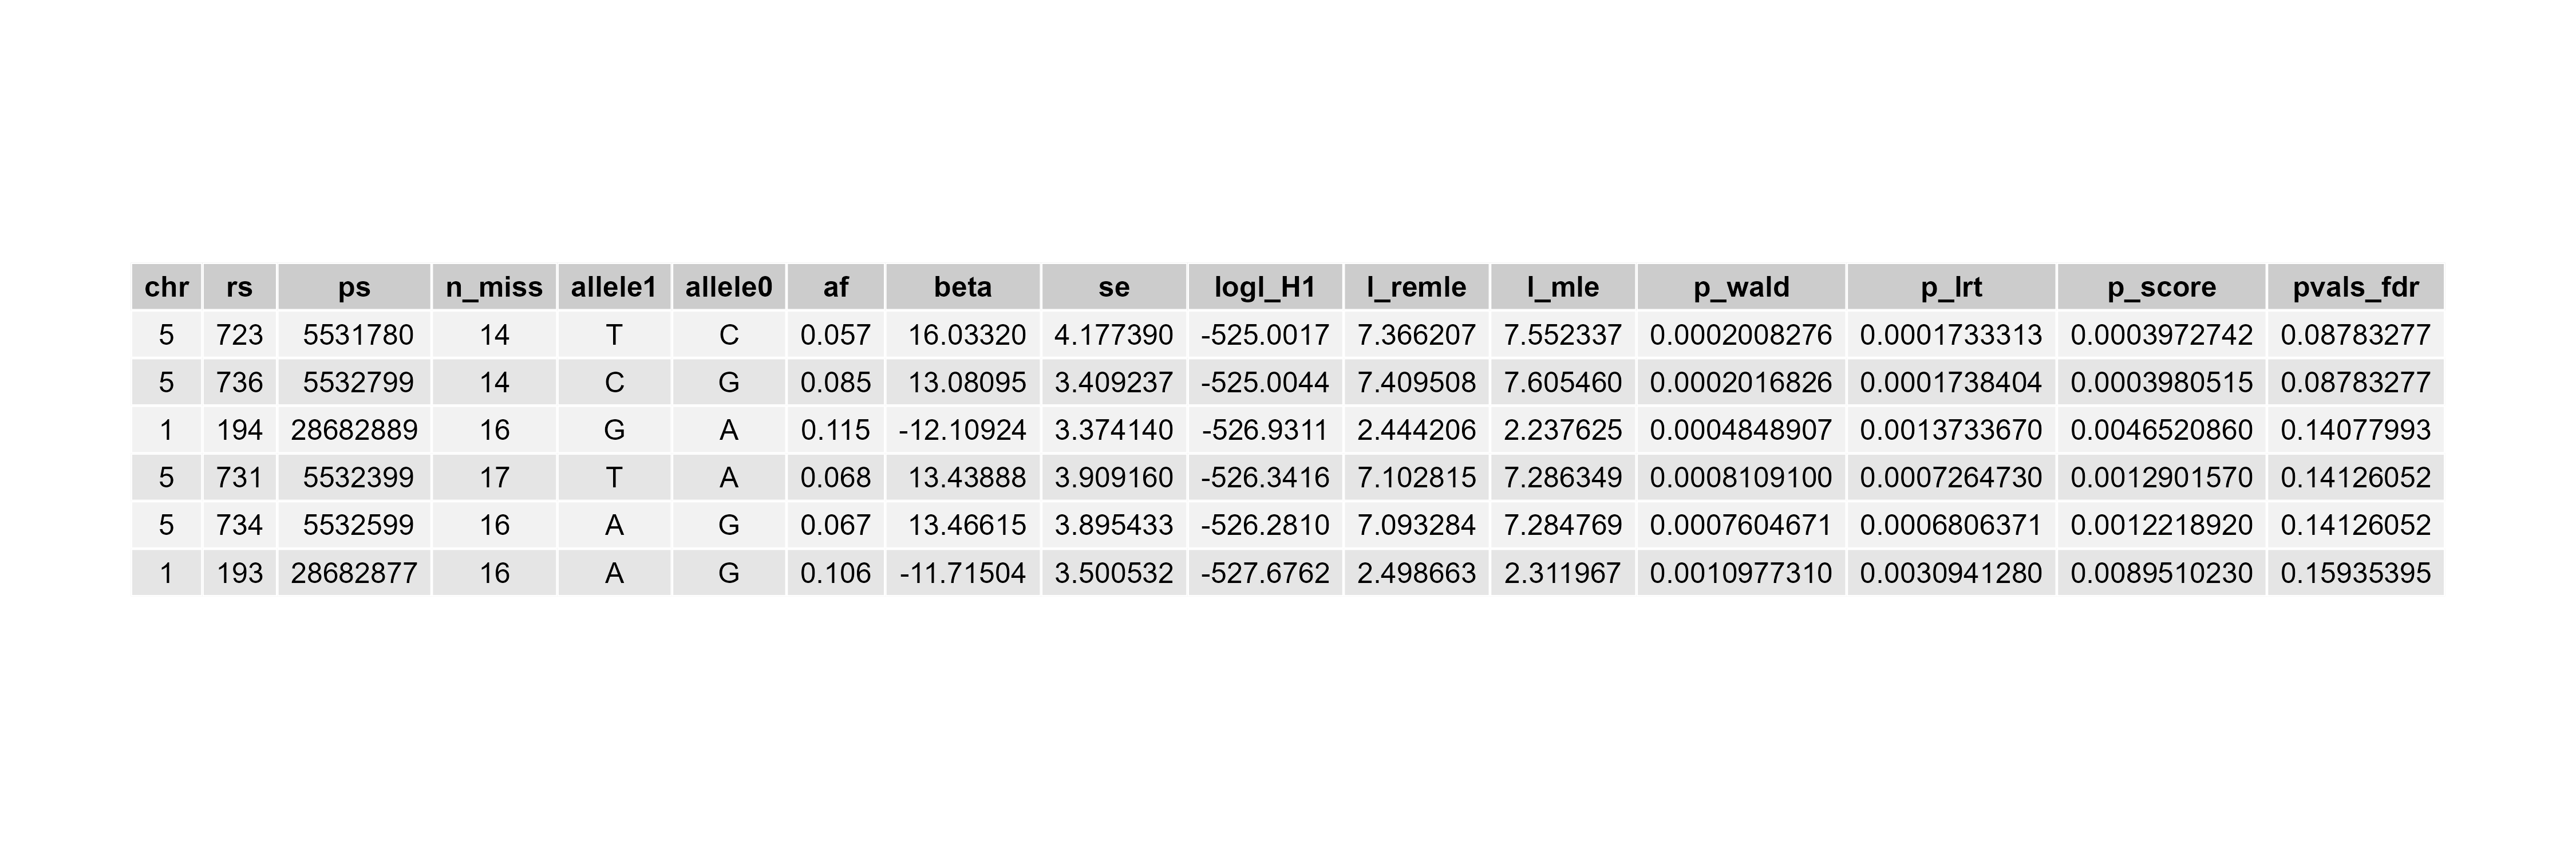 chr rs ps n_miss allele1 allele0 af beta se logl_H1 l_remle l_mle p_wald p_lrt p_score pvals_fdr
5 723 5531780 14 T C 0.057 16.03320 4.177390 -525.0017 7.366207 7.552337 0.0002008276 0.0001733313 0.0003972742 0.08783277
5 736 5532799 14 C G 0.085 13.08095 3.409237 -525.0044 7.409508 7.605460 0.0002016826 0.0001738404 0.0003980515 0.08783277
1 194 28682889 16 G A 0.115 -12.10924 3.374140 -526.9311 2.444206 2.237625 0.0004848907 0.0013733670 0.0046520860 0.14077993
5 731 5532399 17 T A 0.068 13.43888 3.909160 -526.3416 7.102815 7.286349 0.0008109100 0.0007264730 0.0012901570 0.14126052
5 734 5532599 16 A G 0.067 13.46615 3.895433 -526.2810 7.093284 7.284769 0.0007604671 0.0006806371 0.0012218920 0.14126052
1 193 28682877 16 A G 0.106 -11.71504 3.500532 -527.6762 2.498663 2.311967 0.0010977310 0.0030941280 0.0089510230 0.15935395